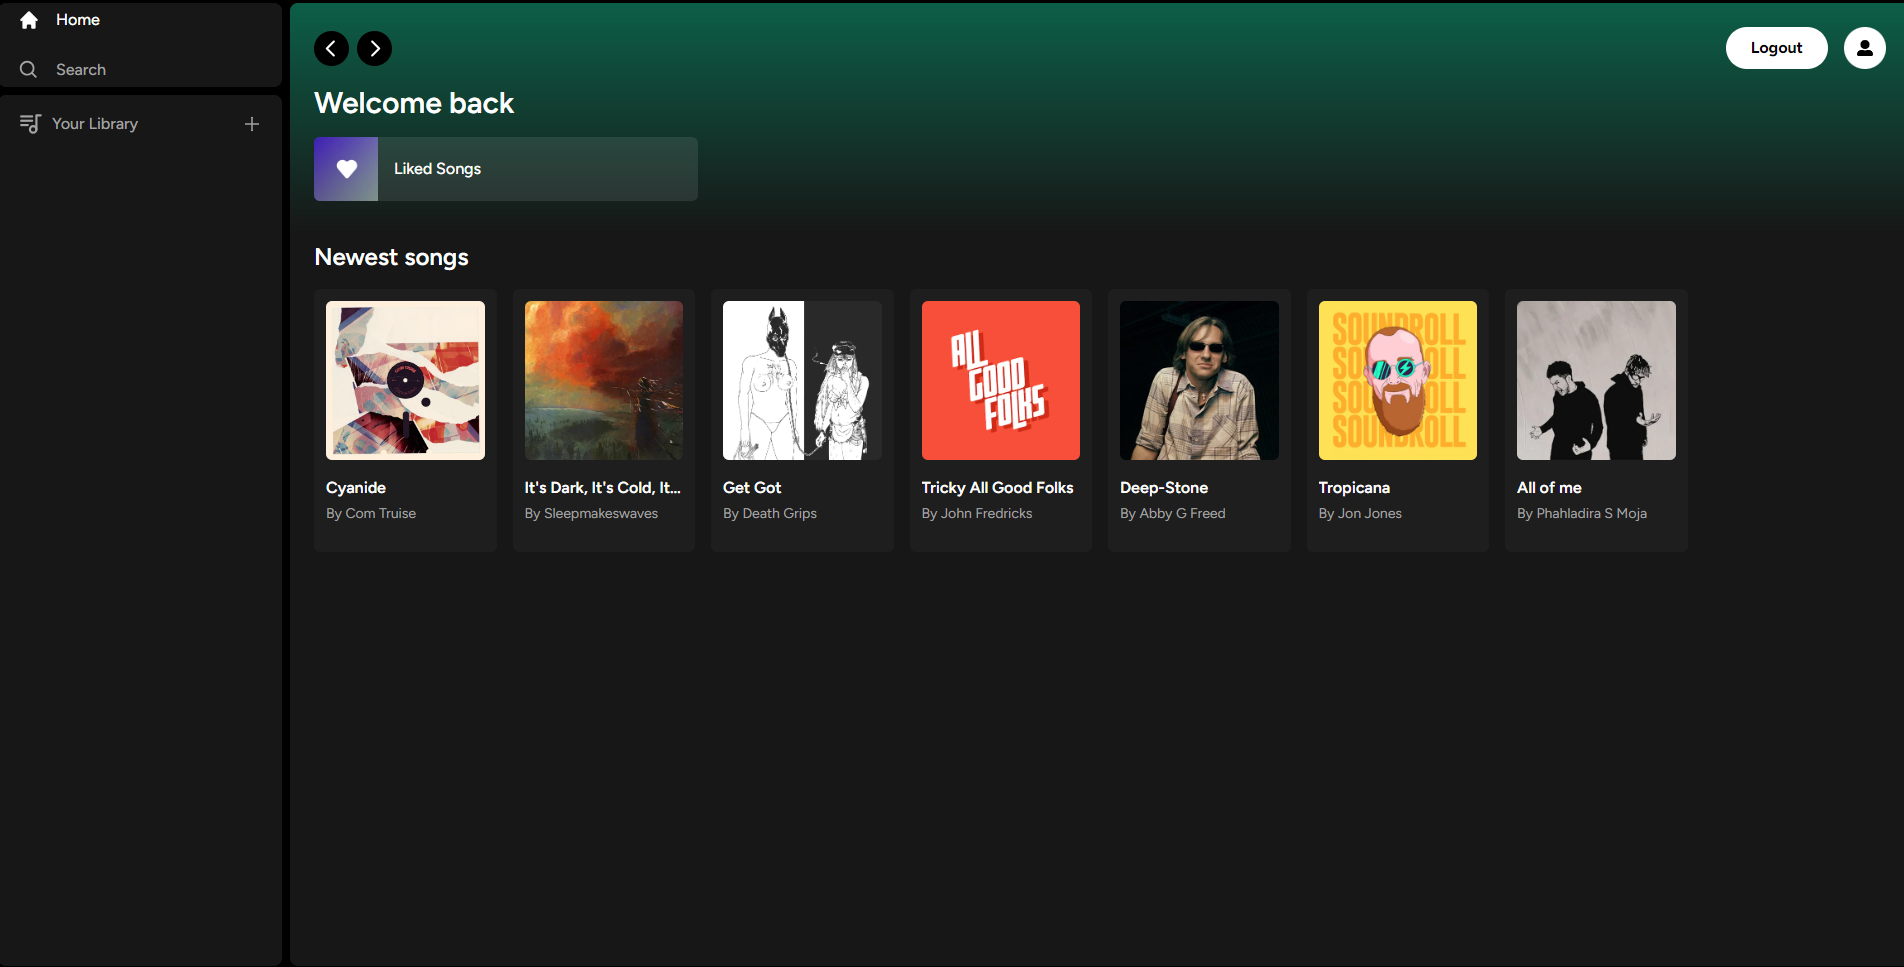 Home
Search
Your Library
Logout
Welcome back
Liked Songs
Newest songs
ALL
GOOD
FOLKS
SOUNDROLL
SOUNDROLL
Cyanide
By Com Truise
It's Dark, It's Cold, It...
By Sleepmakeswaves
Get Got
By Death Grips
Tricky All Good Folks
By John Fredricks
Deep-Stone
By Abby G Freed
Tropicana
By Jon Jones
All of me
By Phahladira S Moja